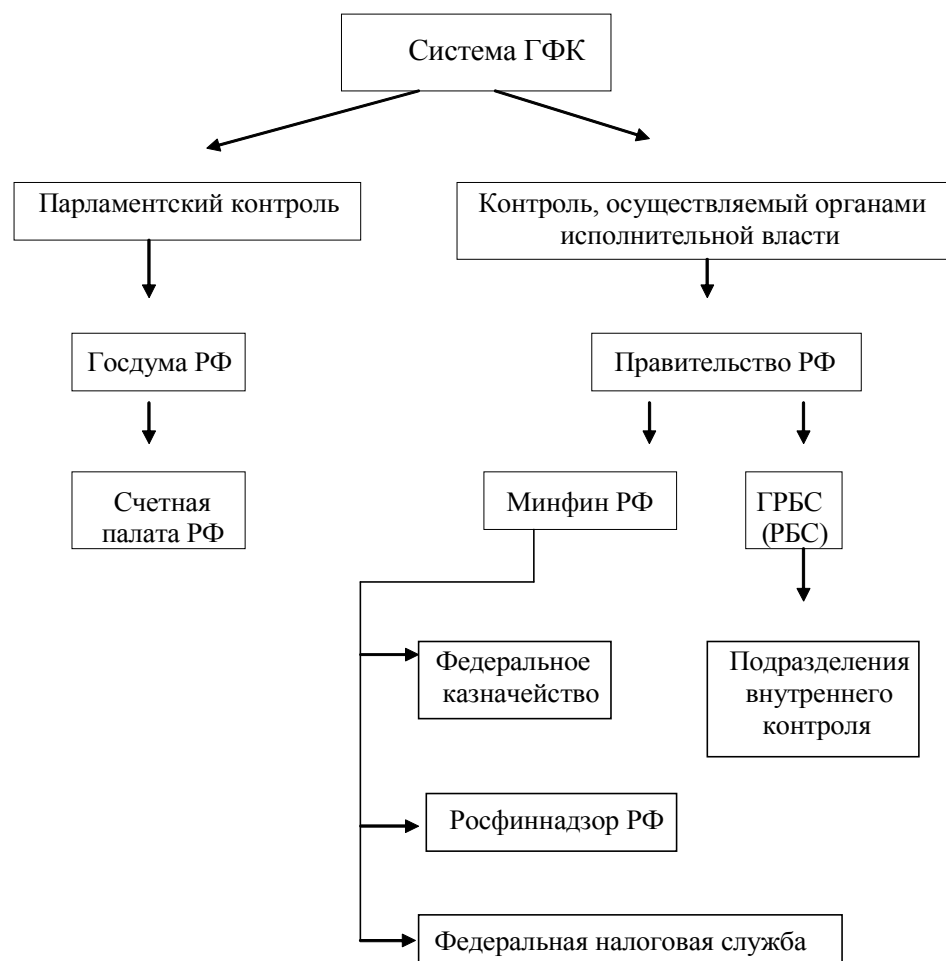 Система ГФК
Парламентский контроль
Контроль, осуществляемый органами
исполнительной власти
Госдума РФ
Правительство РФ
Счетная
палата РФ
Минфин РФ
ГРБС
(РБС)
Федеральное
казначейство
Подразделения
внутреннего
контроля
Росфиннадзор РФ
Федеральная налоговая служба